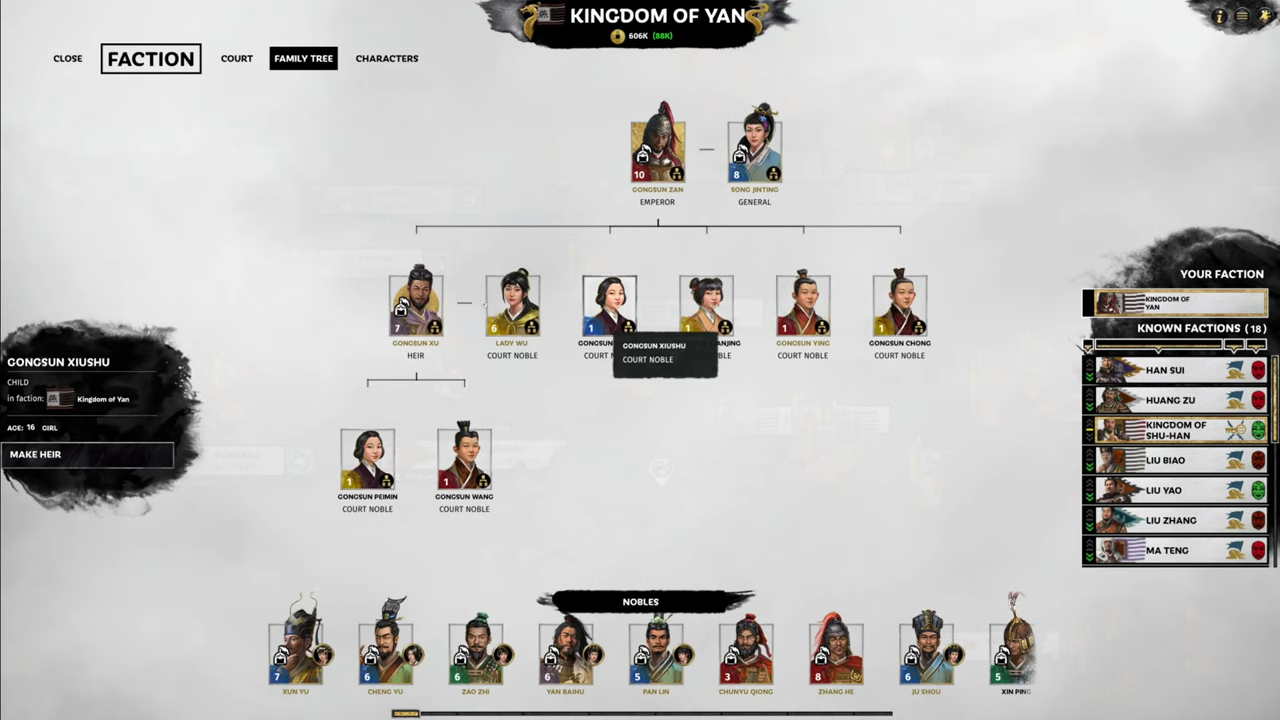 KINGDOM OF YAN
606K (88K)
CLOSE
FACTION
COURT
FAMILY TREE
CHARACTERS
10
8
GONGSUN ZAN
SONG JINTING
EMPEROR
GENERAL
7
6
1
1
1
1
GONGSUN XU
LADY WU
GONGSUN
ANJING
GONGSUN YING
GONGSUN CHONG
HEIR
COURT NOBLE
COURT N
BLE
COURT NOBLE
COURT NOBLE
GONGSUN XIUSHU
COURT NOBLE
1
1
GONGSUN PEIMIN
GONGSUN WANG
COURT NOBLE
COURT NOBLE
GONGSUN XIUSHU
CHILD
in faction: Kingdom of Yan
AGE: 16 GIRL
MAKE HEIR
YOUR FACTION
KINGDOM OF
YAN
KNOWN FACTIONS (18)
HAN SUI
HUANG ZU
KINGDOM OF
SHU-HAN
LIU BIAO
LIU YAO
LIU ZHANG
MA TENG
NOBLES
7
6
6
6
5
3
8
6
5
XUN YU
CHENG YU
ZAO ZHI
YAN BAIHU
PAN LIN
CHUNYU QIONG
ZHANG HE
JU SHOU
XIN PING